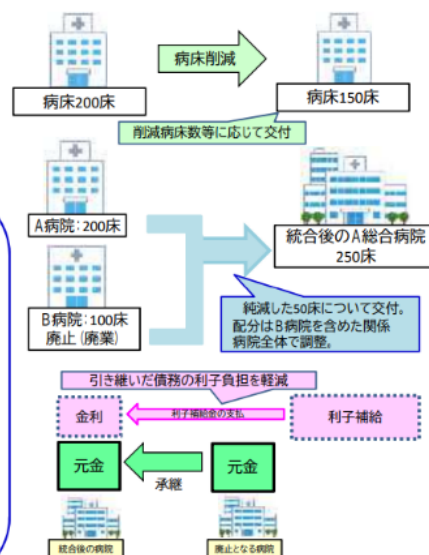 病床削減
病床200床
病床150床
削減病床数等に応じて交付
A病院：200床
統合後のA総合病院
250床
B病院：100床
廃止（廃業）
純減した50床について交付。
配分はB病院を含めた関係
病院全体で調整。
引き継いだ債務の利子負担を軽減
金利
利子補給金の支払
利子補給
元金
承継
元金
統合後の病院
廃止となる病院